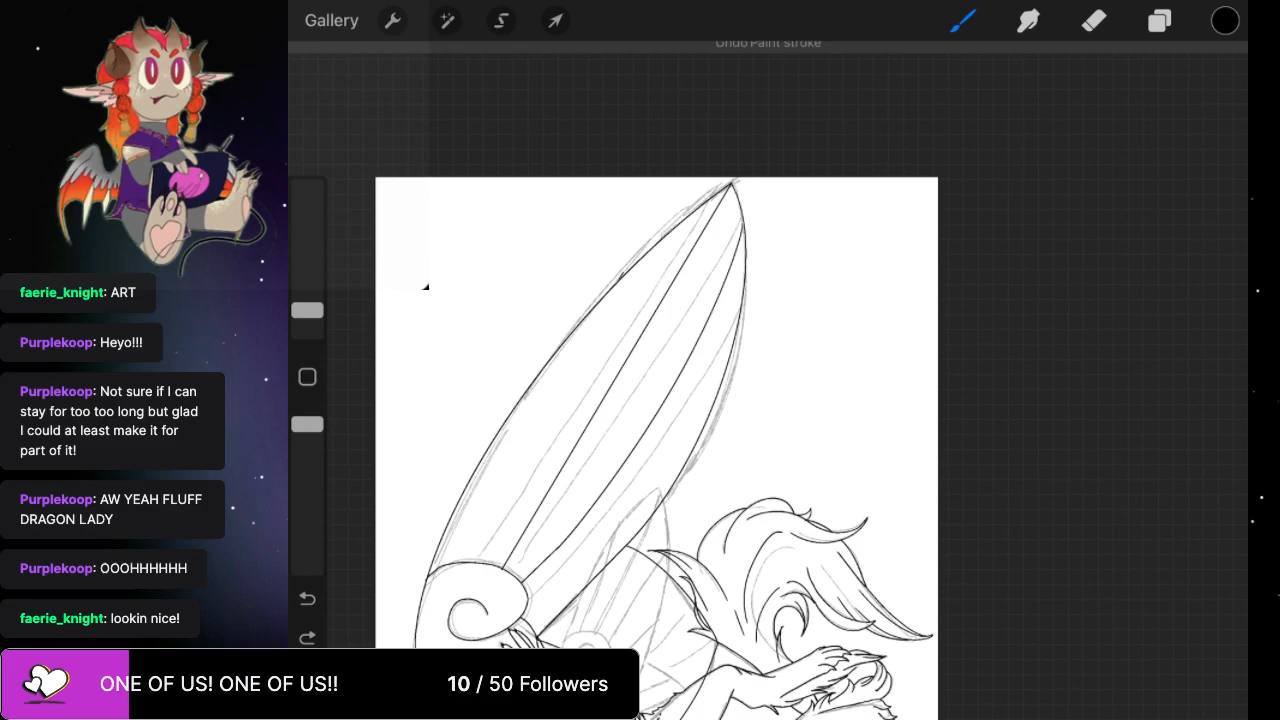 Gallery
Undo Paint stroke
faerie_knight: ART
Purplekoop: Heyo!!!
Purplekoop: Not sure if I can
stay for too too long but glad
I could at least make it for
part of it!
Purplekoop: AW YEAH FLUFF
DRAGON LADY
Purplekoop: OOOHHHHHH
faerie_knight: lookin nice!
ONE OF US! ONE OF US!!
10 / 50 Followers